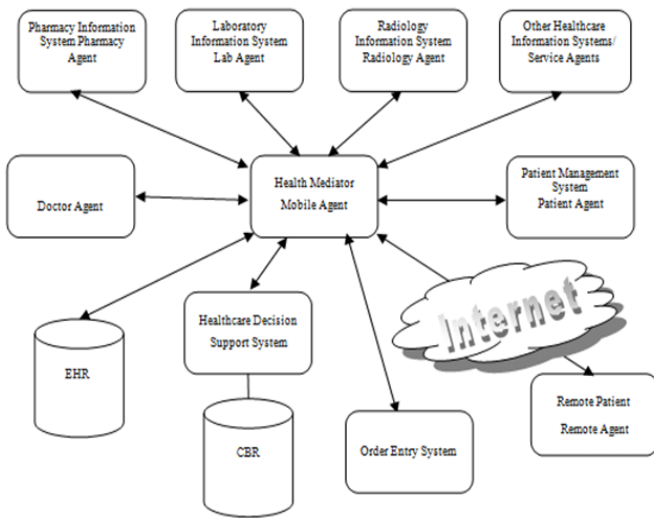 Pharmacy Information
System Pharmacy
Agent
Laboratory
Information System
Lab Agent
Radiology
Information System
Radiology Agent
Other Healthcare
Information Systems/
Service Agents
Doctor Agent
Health Mediator
Mobile Agent
Patient Management
System
Patient Agent
EHR
Healthcare Decision
Support System
CBR
Order Entry System
Internet
Remote Patient
Remote Agent